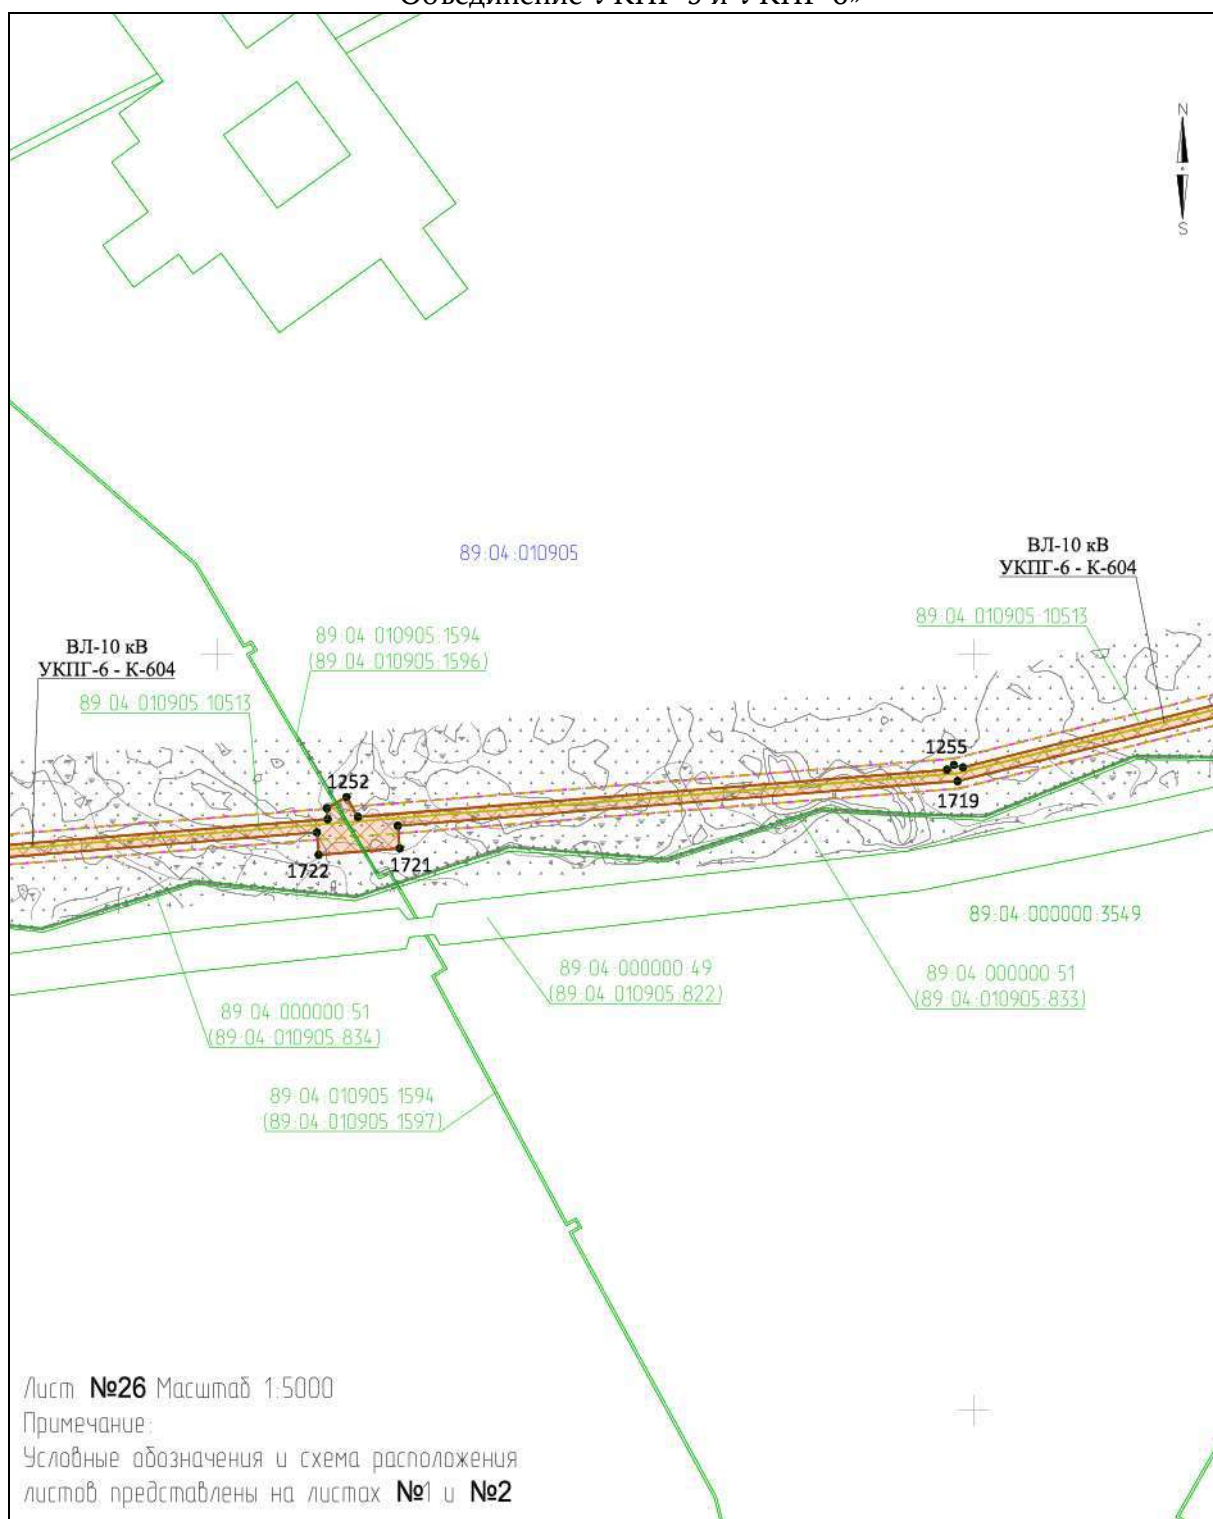 Объединение УКПГ-5 и УКПГ-6»
N
S
89:04:010905
ВЛ-10 кВ
УКПГ-6 - К-604
89:04:010905:10513
89:04:010905:1594
(89:04:010905:1596)
ВЛ-10 кВ
УКПГ-6 - К-604
89:04:010905:10513
1255
1252
1719
1722
1721
89:04:000000:3549
89:04:000000:49
(89:04:010905:822)
89:04:000000:51
(89:04:010905:833)
89:04:000000:51
(89:04:010905:834)
89:04:010905:1594
(89:04:010905:1597)
Лист №26 Масштаб 1:5000
Примечание:
Условные обозначения и схема расположения
листов представлены на листах №1 и №2